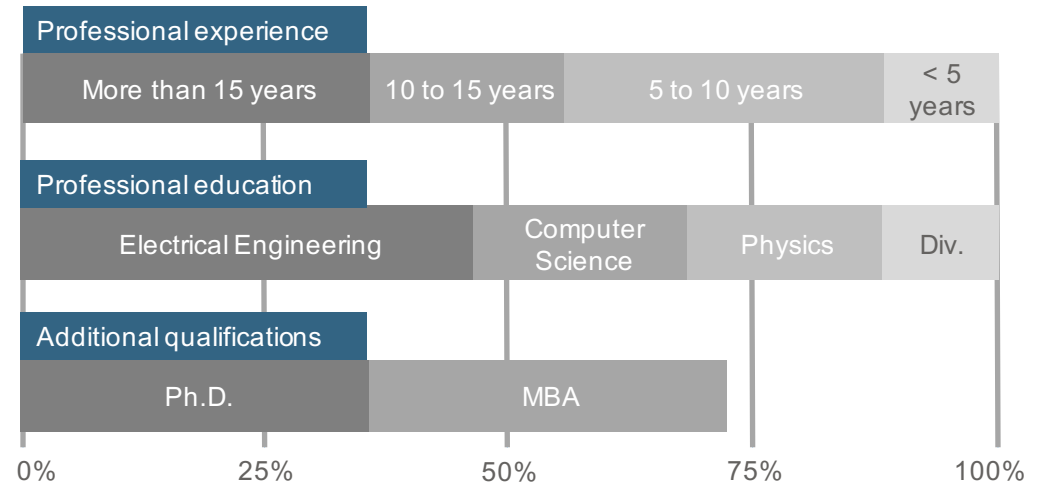 Professional experience
More than 15 years
10 to 15 years
5 to 10 years
< 5
years
Professional education
Electrical Engineering
Computer
Science
Physics
Div.
Additional qualifications
Ph.D.
MBA
0%
25%
50%
75%
100%